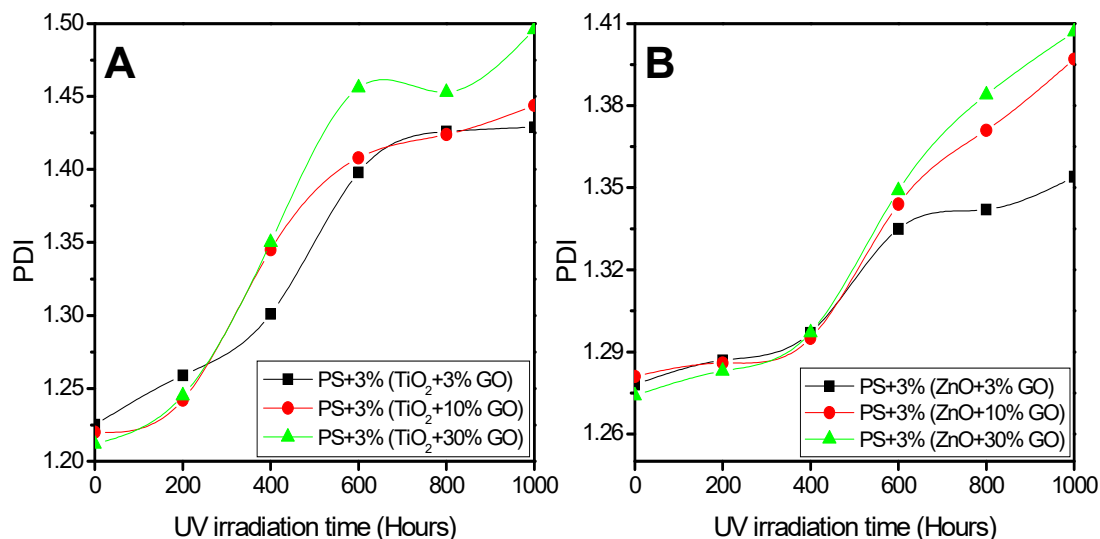 A
PDI
1.50
1.45
1.40
1.35
1.30
1.25
1.20
0 200 400 600 800 1000
UV irradiation time (Hours)
PS+3% (TiO2+3% GO)
PS+3% (TiO2+10% GO)
PS+3% (TiO2+30% GO)
B
PDI
1.41
1.38
1.35
1.32
1.29
1.26
0 200 400 600 800 1000
UV irradiation time (Hours)
PS+3% (ZnO+3% GO)
PS+3% (ZnO+10% GO)
PS+3% (ZnO+30% GO)